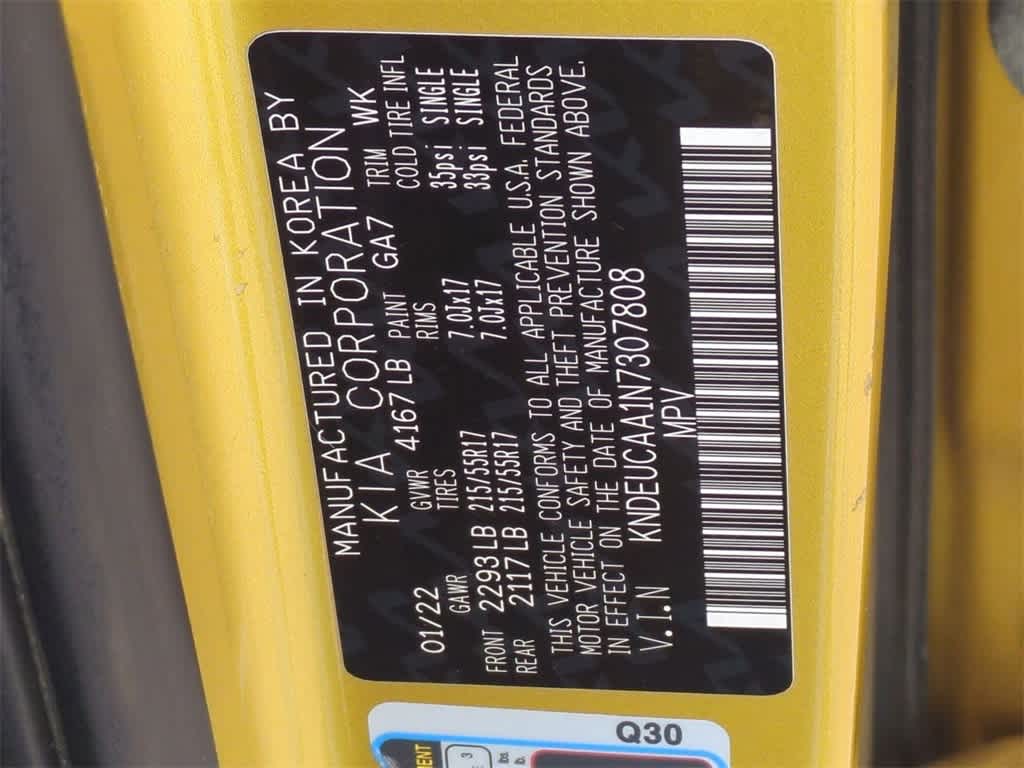 MANUFACTURED IN KOREA BY
KIA CORPORATION
01/22 GVWR 4167 LB PAINT GA7 TRIM WK
GAWR TIRES RIMS COLD TIRE INFL
FRONT 2293 LB 215/55R17 7.0Jx17 35psi SINGLE
REAR 2117 LB 215/55R17 7.0Jx17 33psi SINGLE
THIS VEHICLE CONFORMS TO ALL APPLICABLE U.S.A. FEDERAL
MOTOR VEHICLE SAFETY AND THEFT PREVENTION STANDARDS
IN EFFECT ON THE DATE OF MANUFACTURE SHOWN ABOVE.
V.I.N KNDEUCAA1N7307808
MPV
Q30
3